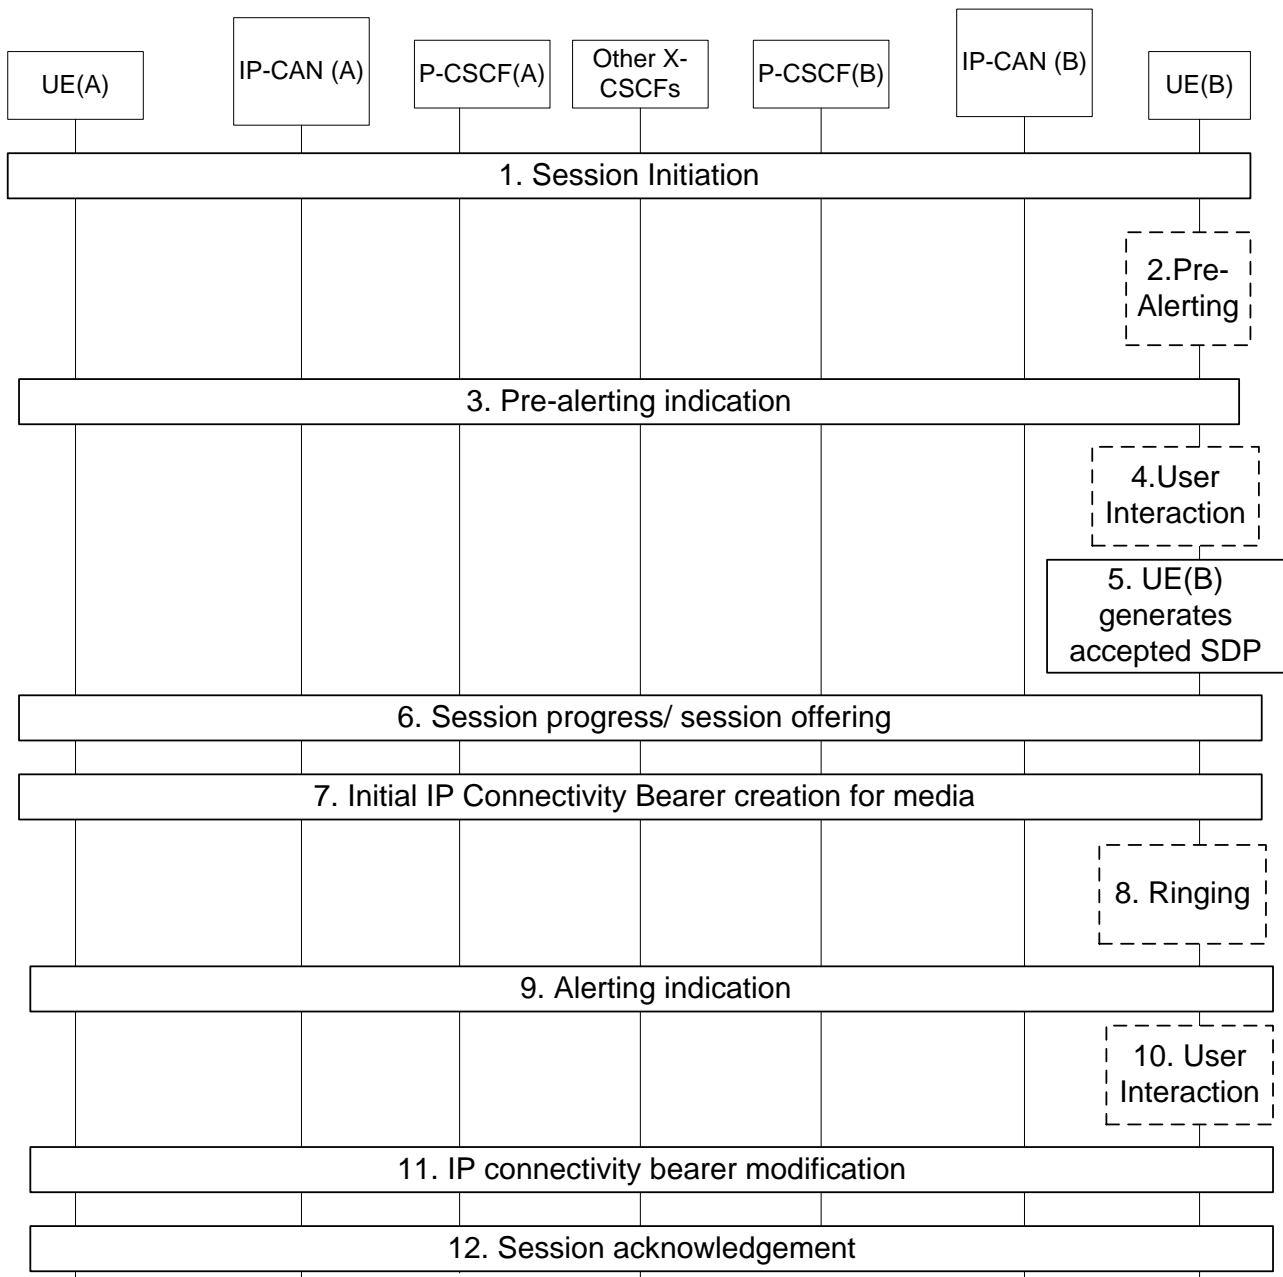 UE(A)
IP-CAN (A)
P-CSCF(A)
Other X-
CSCFs
P-CSCF(B)
IP-CAN (B)
UE(B)
1. Session Initiation
2.Pre-
Alerting
3. Pre-alerting indication
4.User
Interaction
5. UE(B)
generates
accepted SDP
6. Session progress/ session offering
7. Initial IP Connectivity Bearer creation for media
8. Ringing
9. Alerting indication
10. User
Interaction
11. IP connectivity bearer modification
12. Session acknowledgement